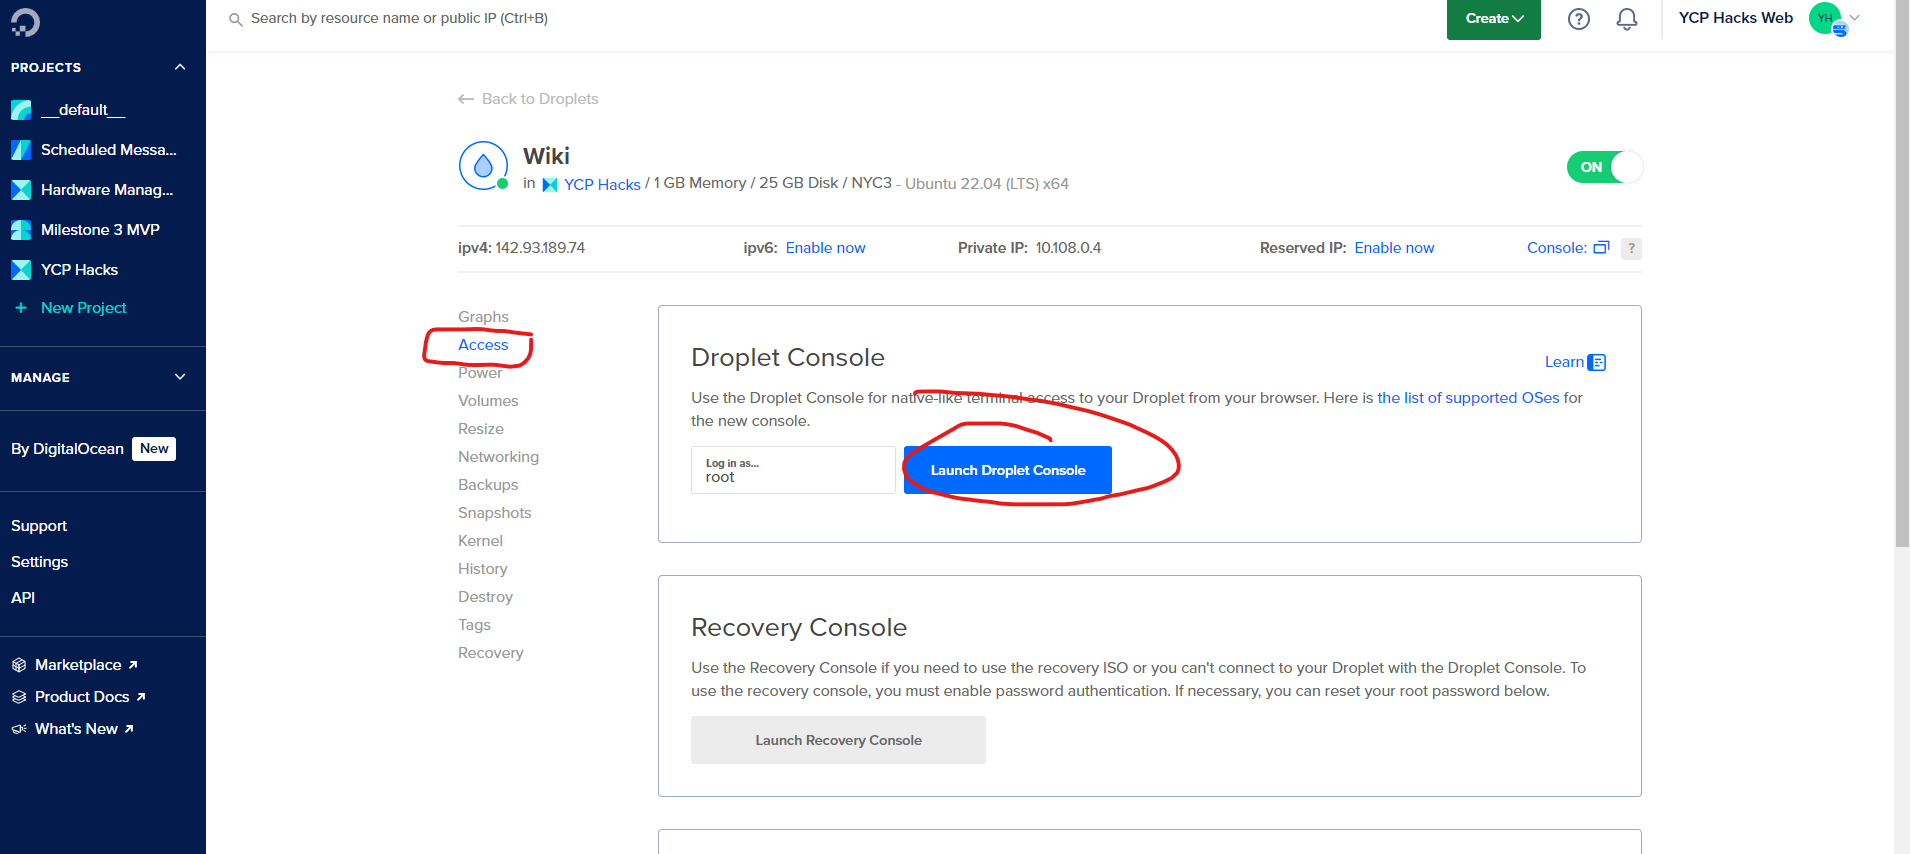 Search by resource name or public IP (Ctrl+B)
Create
YCP Hacks Web
YH
PROJECTS
__default__
Scheduled Messa...
Hardware Manag...
Milestone 3 MVP
YCP Hacks
+ New Project
MANAGE
By DigitalOcean New
Support
Settings
API
Marketplace
Product Docs
What's New
← Back to Droplets
Wiki
in YCP Hacks / 1 GB Memory / 25 GB Disk / NYC3 - Ubuntu 22.04 (LTS) x64
ON
ipv4: 142.93.189.74 ipv6: Enable now Private IP: 10.108.0.4 Reserved IP: Enable now Console: ?
Graphs
Access
Power
Volumes
Resize
Networking
Backups
Snapshots
Kernel
History
Destroy
Tags
Recovery
Droplet Console
Learn
Use the Droplet Console for native-like terminal access to your Droplet from your browser. Here is the list of supported OSes for
the new console.
Log in as...
root
Launch Droplet Console
Recovery Console
Use the Recovery Console if you need to use the recovery ISO or you can't connect to your Droplet with the Droplet Console. To
use the recovery console, you must enable password authentication. If necessary, you can reset your root password below.
Launch Recovery Console